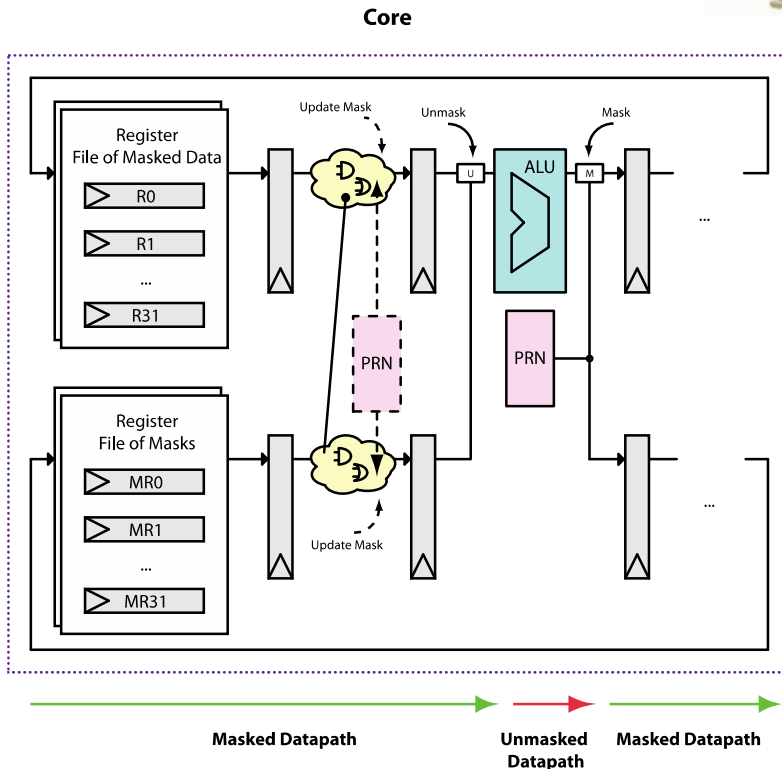 Core
Update Mask
Unmask
Mask
Register
File of Masked Data
R0
R1
...
R31
U
ALU
M
...
PRN
PRN
Register
File of Masks
MR0
MR1
...
MR31
Update Mask
...
Masked Datapath
Unmasked
Datapath
Masked Datapath